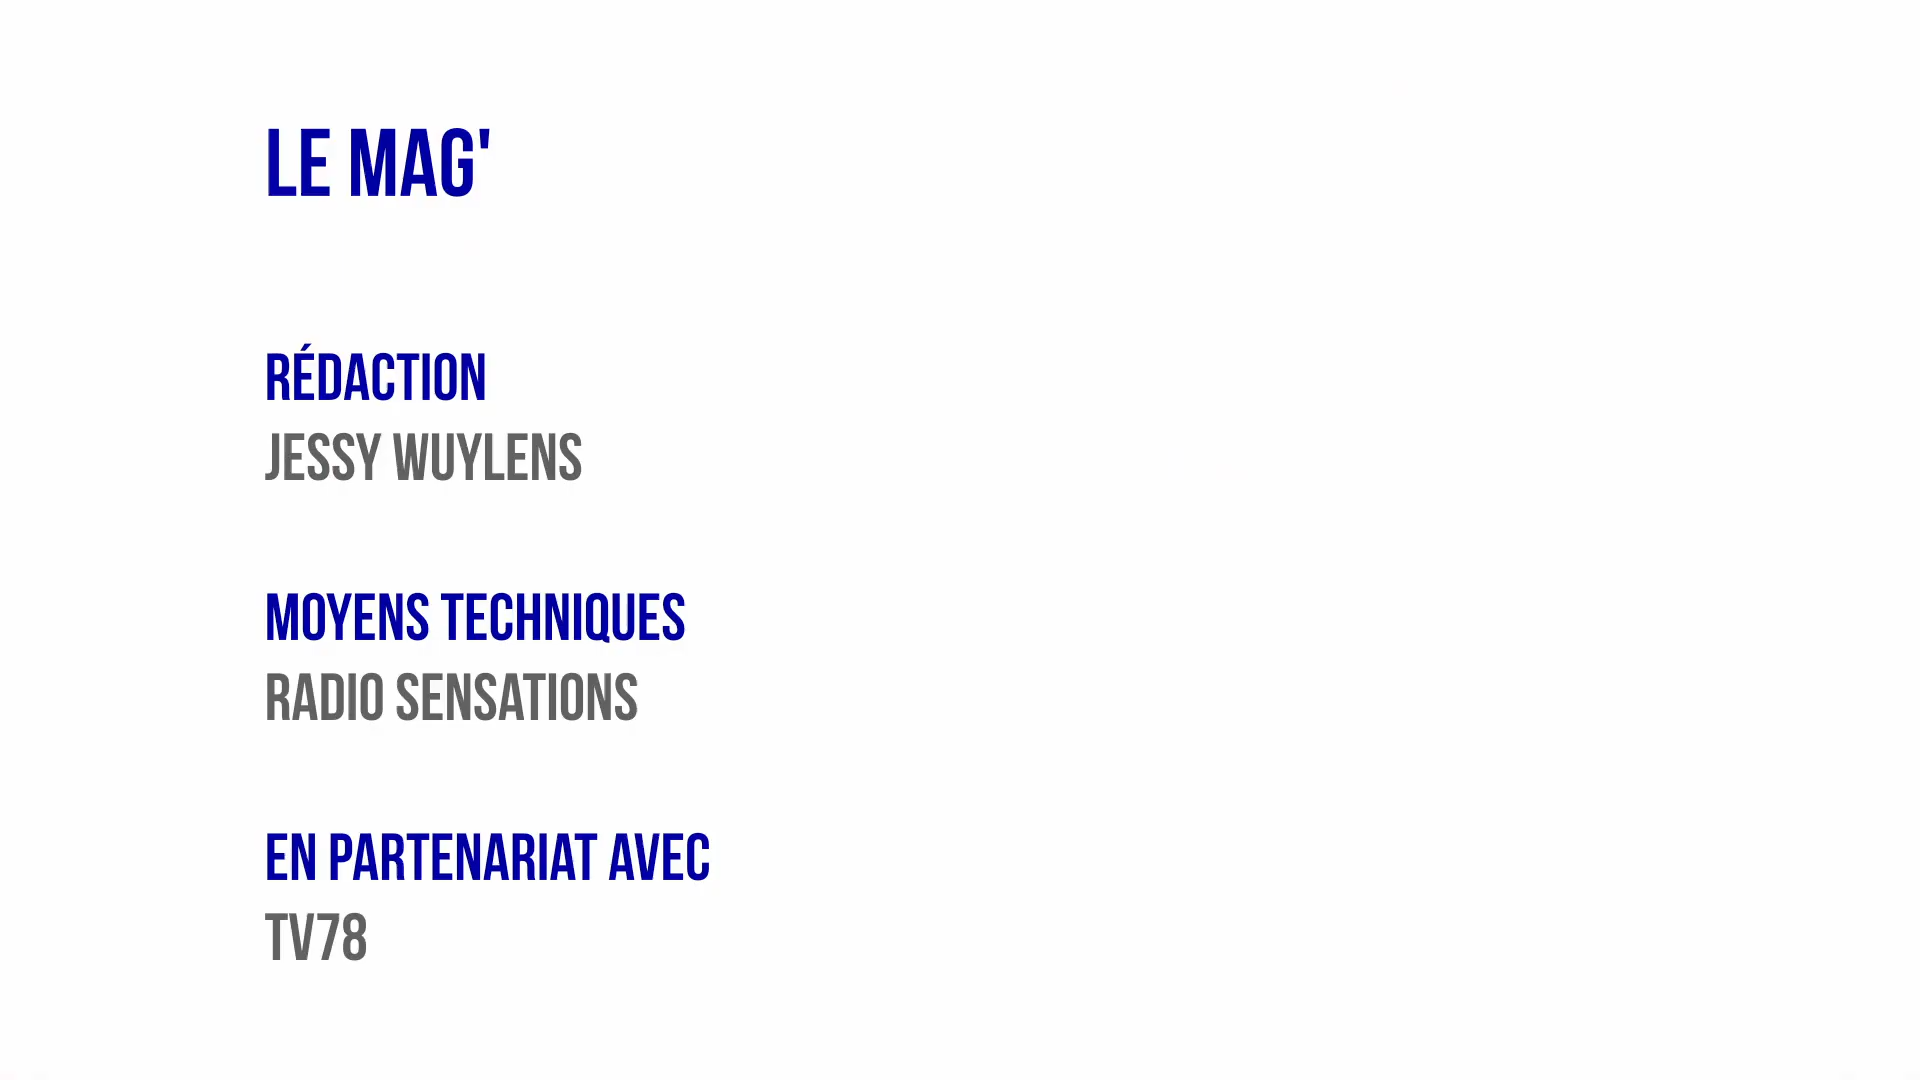 LE MAG'
RÉDACTION
JESSY WUYLENS
MOYENS TECHNIQUES
RADIO SENSATIONS
EN PARTENARIAT AVEC
TV78